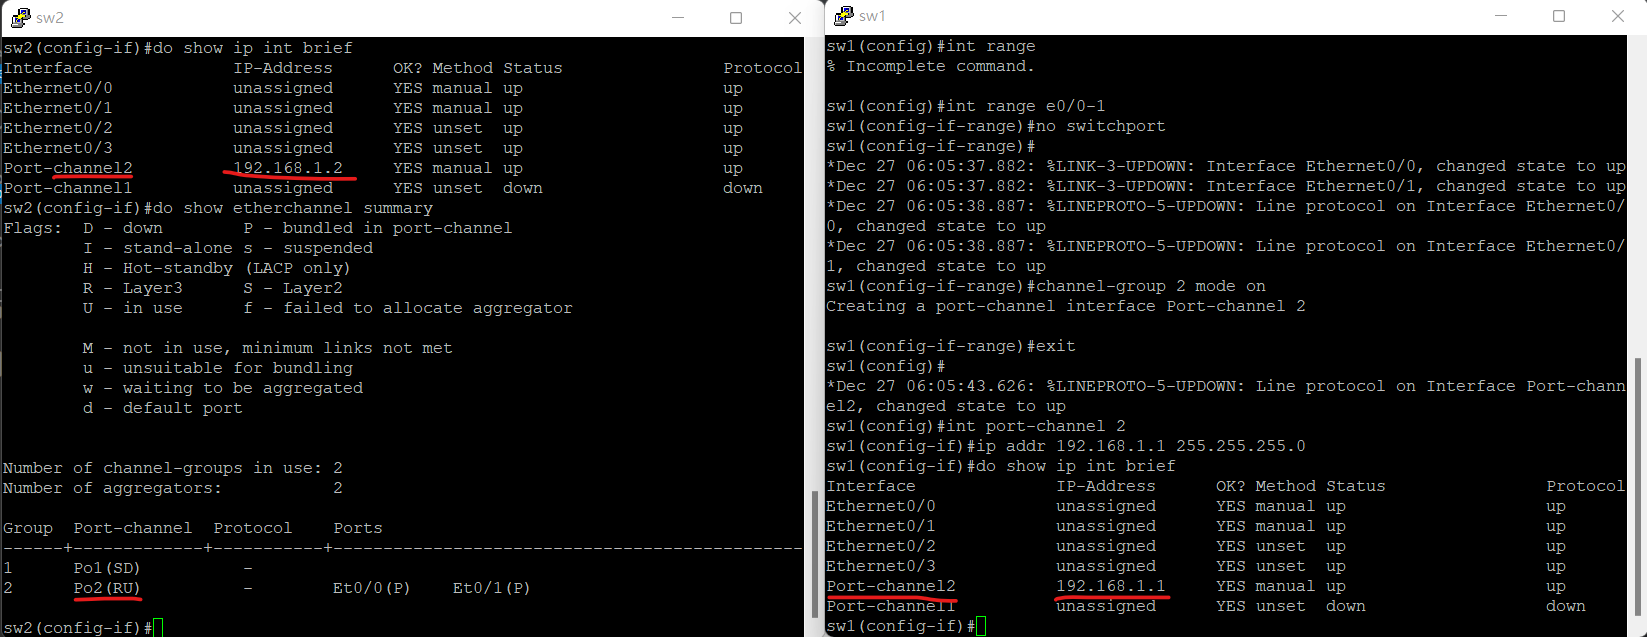 sw2
sw2(config-if)#do show ip int brief
Interface              IP-Address      OK? Method Status                Protocol
Ethernet0/0            unassigned      YES manual up                    up
Ethernet0/1            unassigned      YES manual up                    up
Ethernet0/2            unassigned      YES unset  up                    up
Ethernet0/3            unassigned      YES unset  up                    up
Port-channel2          192.168.1.2     YES manual up                    up
Port-channel1          unassigned      YES unset  down                  down
sw2(config-if)#do show etherchannel summary
Flags:  D - down        P - bundled in port-channel
        I - stand-alone s - suspended
        H - Hot-standby (LACP only)
        R - Layer3      S - Layer2
        U - in use      f - failed to allocate aggregator
        M - not in use, minimum links not met
        u - unsuitable for bundling
        w - waiting to be aggregated
        d - default port
Number of channel-groups in use: 2
Number of aggregators:           2
Group  Port-channel  Protocol    Ports
------+-------------+-----------+-----------------------------------------------
1      Po1(SD)          -
2      Po2(RU)          -        Et0/0(P)    Et0/1(P)
sw2(config-if)#
sw1
sw1(config)#int range
% Incomplete command.
sw1(config)#int range e0/0-1
sw1(config-if-range)#no switchport
sw1(config-if-range)#
*Dec 27 06:05:37.882: %LINK-3-UPDOWN: Interface Ethernet0/0, changed state to up
*Dec 27 06:05:37.882: %LINK-3-UPDOWN: Interface Ethernet0/1, changed state to up
*Dec 27 06:05:38.887: %LINEPROTO-5-UPDOWN: Line protocol on Interface Ethernet0/
0, changed state to up
*Dec 27 06:05:38.887: %LINEPROTO-5-UPDOWN: Line protocol on Interface Ethernet0/
1, changed state to up
sw1(config-if-range)#channel-group 2 mode on
Creating a port-channel interface Port-channel 2
sw1(config-if-range)#exit
sw1(config)#
*Dec 27 06:05:43.626: %LINEPROTO-5-UPDOWN: Line protocol on Interface Port-chann
el2, changed state to up
sw1(config)#int port-channel 2
sw1(config-if)#ip addr 192.168.1.1 255.255.255.0
sw1(config-if)#do show ip int brief
Interface              IP-Address      OK? Method Status                Protocol
Ethernet0/0            unassigned      YES manual up                    up
Ethernet0/1            unassigned      YES manual up                    up
Ethernet0/2            unassigned      YES unset  up                    up
Ethernet0/3            unassigned      YES unset  up                    up
Port-channel2          192.168.1.1     YES manual up                    up
Port-channel1          unassigned      YES unset  down                  down
sw1(config-if)#